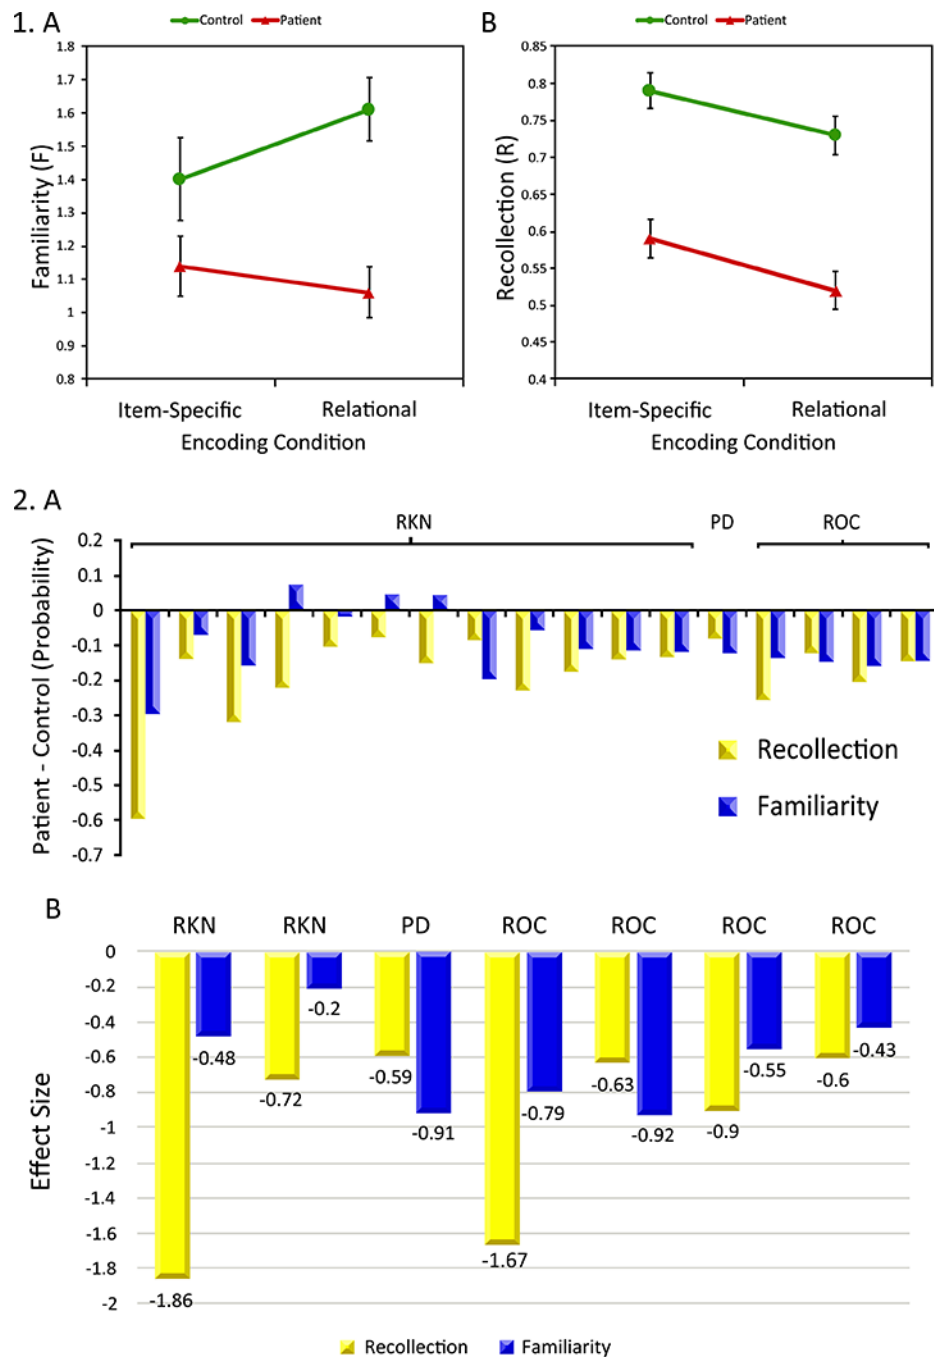 1. A
Control Patient
Familiarity (F)
1.8
1.7
1.6
1.5
1.4
1.3
1.2
1.1
1
0.9
0.8
Item-Specific Relational
Encoding Condition
B
Control Patient
Recollection (R)
0.85
0.8
0.75
0.7
0.65
0.6
0.55
0.5
0.45
0.4
Item-Specific Relational
Encoding Condition
2. A
RKN PD ROC
Patient - Control (Probability)
0.2
0.1
0
-0.1
-0.2
-0.3
-0.4
-0.5
-0.6
-0.7
Recollection
Familiarity
B
RKN RKN PD ROC ROC ROC ROC
Effect Size
0
-0.2
-0.4
-0.6
-0.8
-1
-1.2
-1.4
-1.6
-1.8
-2
-1.86
-0.48
-0.72
-0.2
-0.59
-0.91
-1.67
-0.79
-0.63
-0.92
-0.9
-0.55
-0.6
-0.43
Recollection Familiarity